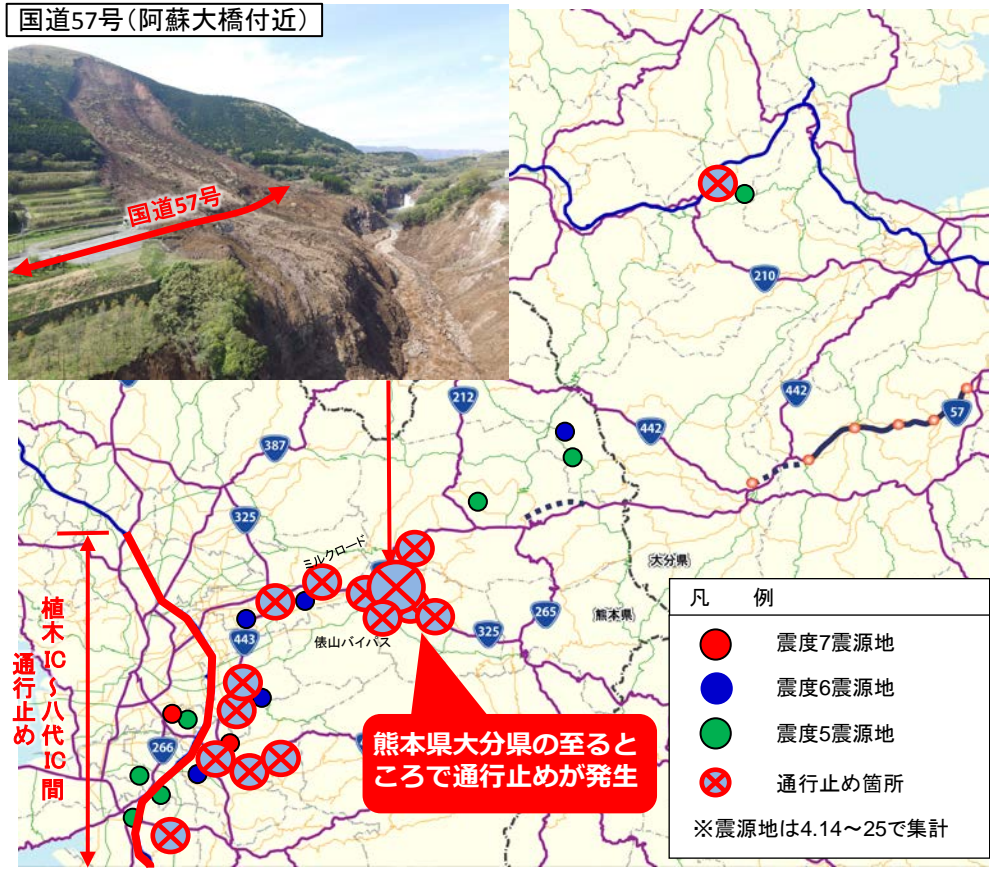 国道57号(阿蘇大橋付近)
国道57号
210
442
57
212
442
387
325
ミルクロード
大分県
熊本県
265
325
俵山バイパス
443
植木IC～八代IC間
通行止め
266
熊本県大分県の至るところで通行止めが発生
凡　例
震度7震源地
震度6震源地
震度5震源地
通行止め箇所
※震源地は4.14～25で集計